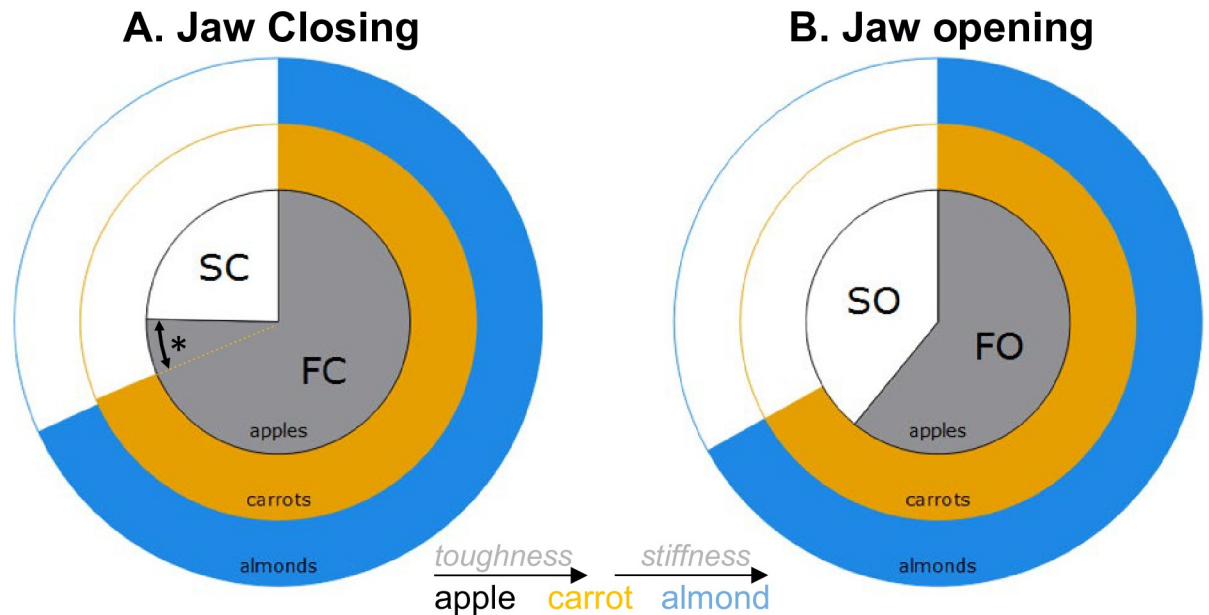 A. Jaw Closing
B. Jaw opening
SC
*
FC
apples
carrots
almonds
SO
FO
apples
carrots
almonds
toughness stiffness
apple carrot almond